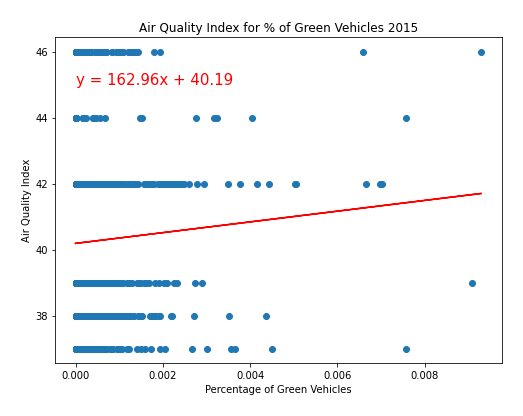 Air Quality Index for % of Green Vehicles 2015
46
y = 162.96x + 40.19
44
Air Quality Index
42
40
38
0.000 0.002 0.004 0.006 0.008
Percentage of Green Vehicles